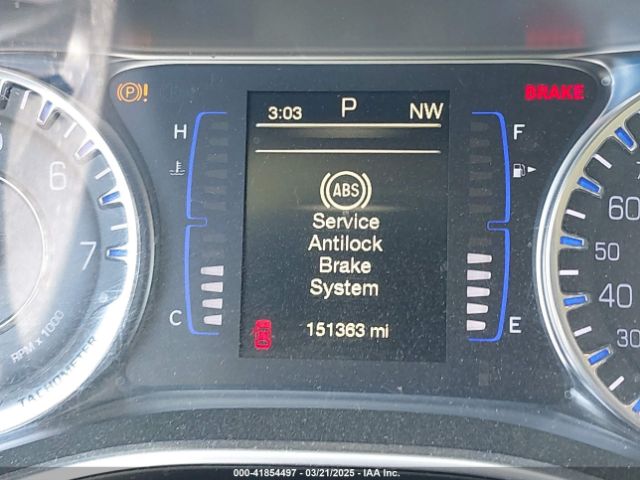 (P)!
BRAKE
3:03 P NW
H
F
ABS
Service
Antilock
Brake
System
C
E
151363 mi
6
7
RPM x 1000
TACHOMETER
60
50
40
30
000-41854497 - 03/21/2025 - IAA Inc.